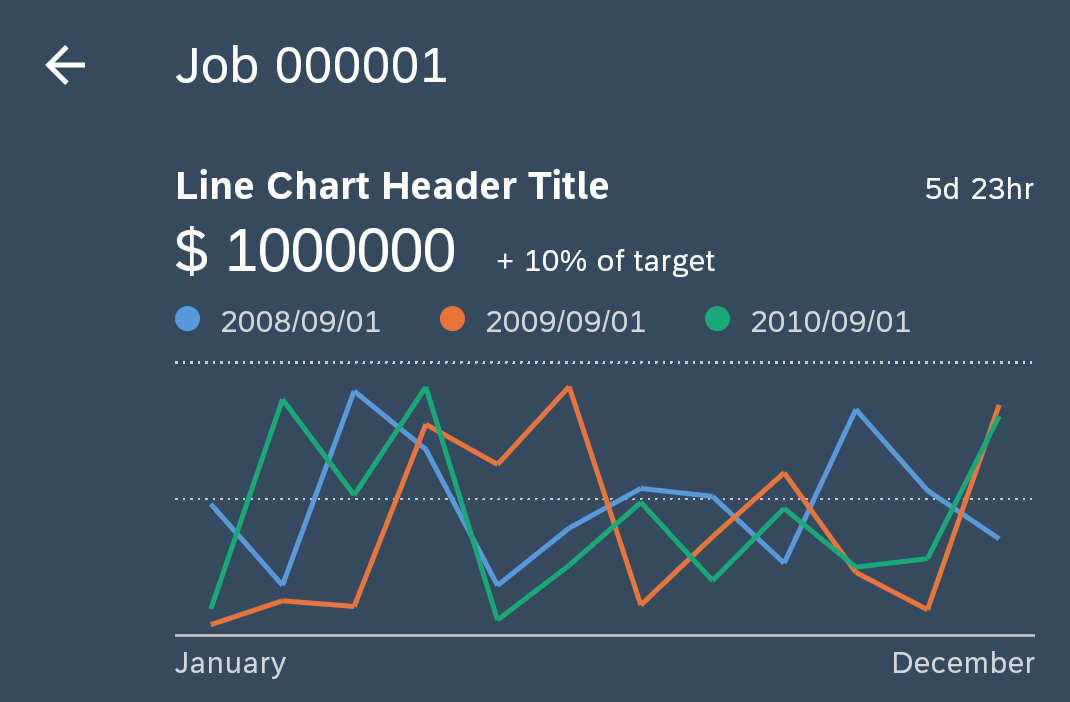 Job 000001
Line Chart Header Title 5d 23hr
$ 1000000 + 10% of target
2008/09/01 2009/09/01 2010/09/01
January December